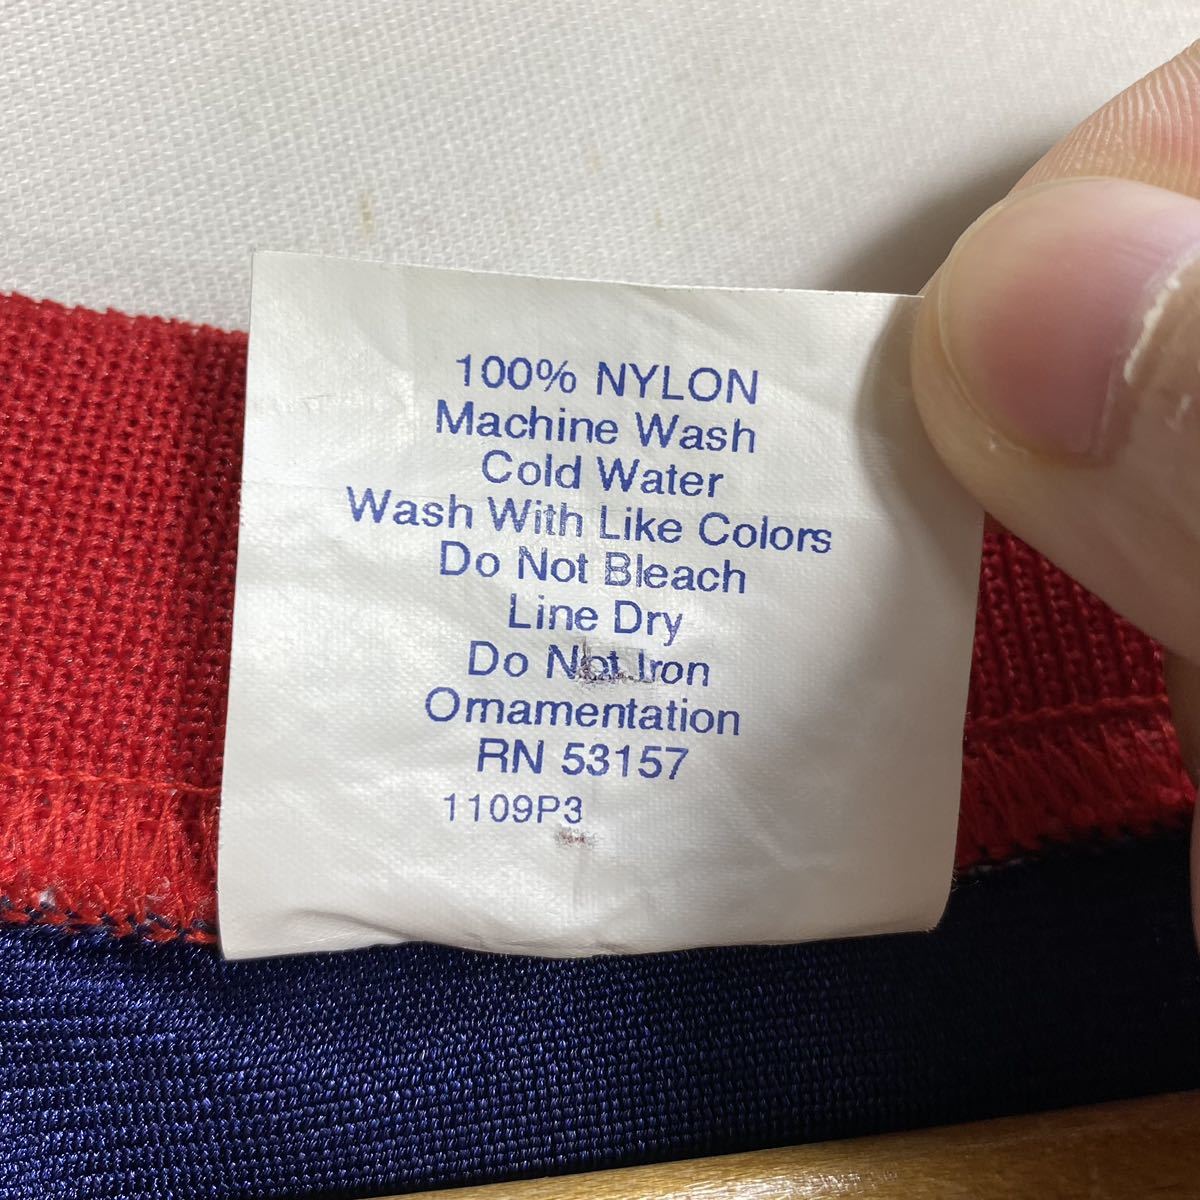 100% NYLON
Machine Wash
Cold Water
Wash With Like Colors
Do Not Bleach
Line Dry
Do Not Iron
Ornamentation
RN 53157
1109P3